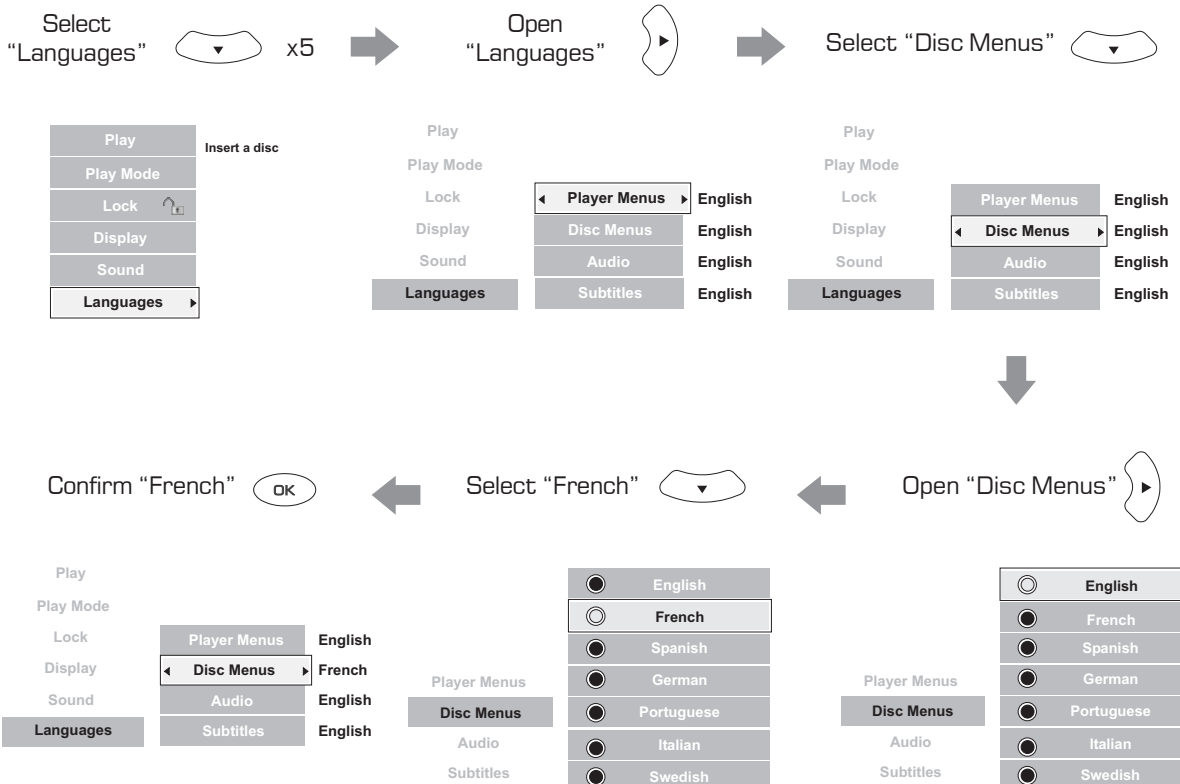 Select
“Languages”
x5
Open
“Languages”
Select “Disc Menus”
Play
Play Mode
Lock
Display
Sound
Languages
Insert a disc
Play
Play Mode
Lock
Display
Sound
Languages
Player Menus English
Disc Menus English
Audio English
Subtitles English
Play
Play Mode
Lock
Display
Sound
Languages
Player Menus English
Disc Menus English
Audio English
Subtitles English
Open “Disc Menus”
English
French
Spanish
German
Portuguese
Italian
Swedish
Player Menus
Disc Menus
Audio
Subtitles
Select “French”
English
French
Spanish
German
Portuguese
Italian
Swedish
Player Menus
Disc Menus
Audio
Subtitles
Confirm “French”
OK
Play
Play Mode
Lock
Display
Sound
Languages
Player Menus English
Disc Menus French
Audio English
Subtitles English